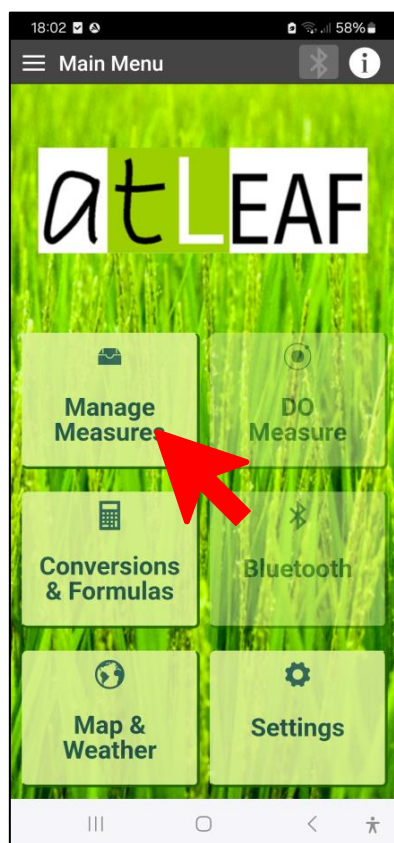 18:02 58%
Main Menu
atLEAF
Manage
Measures
DO
Measure
Conversions
& Formulas
Bluetooth
Map &
Weather
Settings